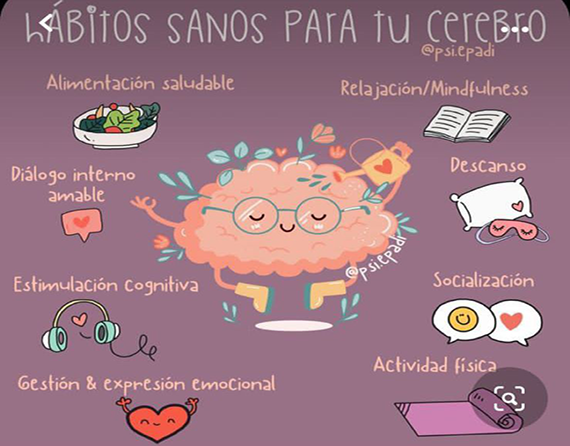 HÁBITOS SANOS PARA TU CEREBRO
@psi.epadi
Alimentación saludable
Relajación/Mindfulness
Diálogo interno
amable
Descanso
@psi.epadi
Estimulación Cognitiva
Socialización
Gestión & expresión emocional
Actividad física